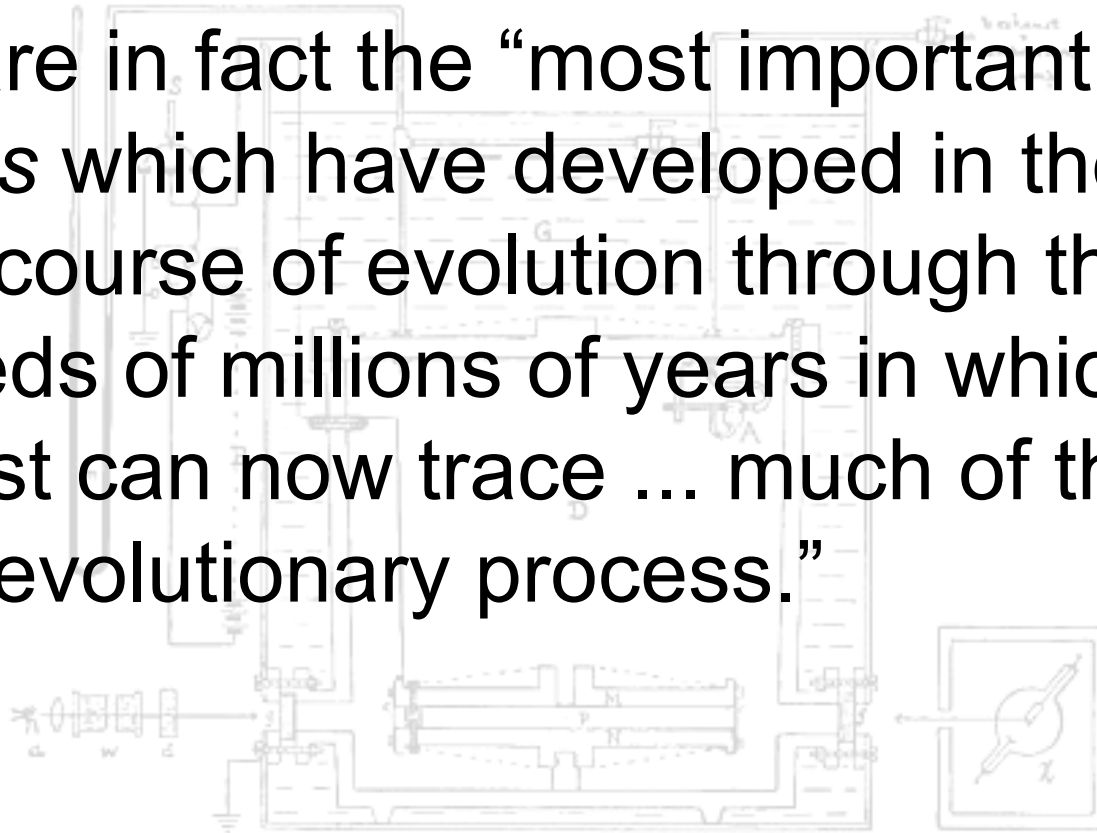 re in fact the “most important
s which have developed in the
course of evolution through th
eds of millions of years in whic
st can now trace ... much of th
evolutionary process.”
S
G
A
D
M
P
N
a w